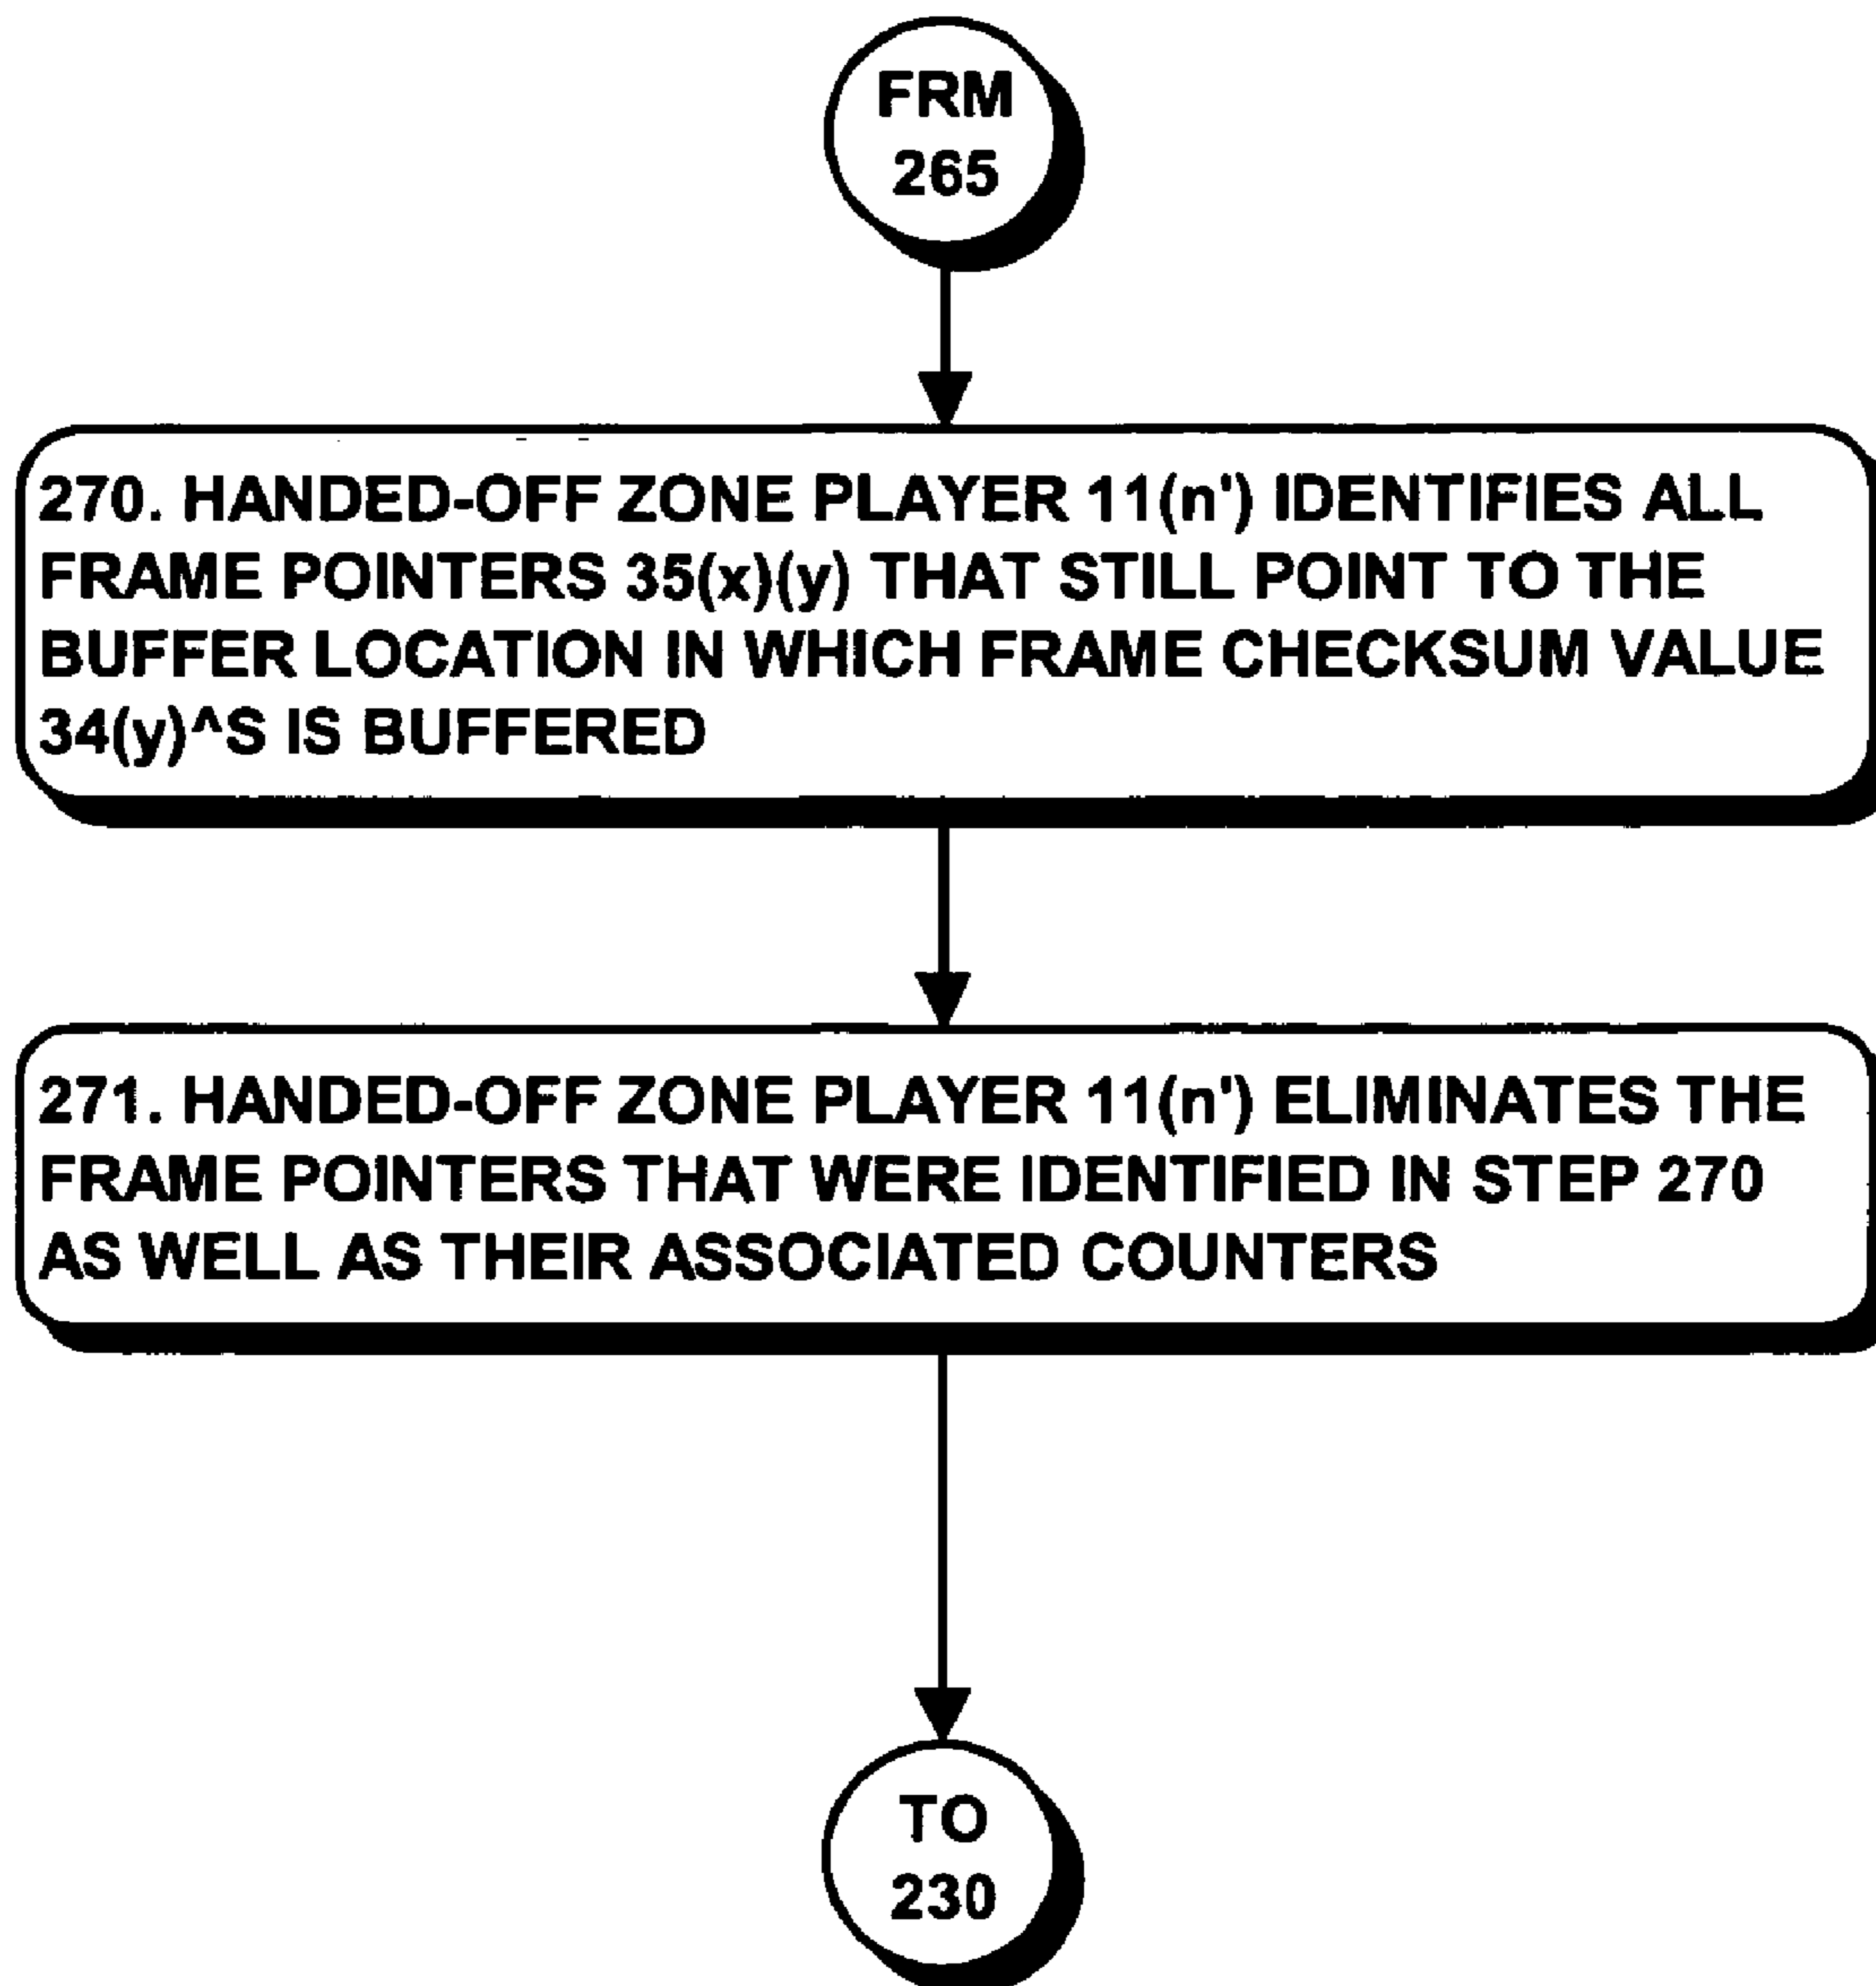 FRM
265
270. HANDED-OFF ZONE PLAYER 11(n') IDENTIFIES ALL
FRAME POINTERS 35(x)(y) THAT STILL POINT TO THE
BUFFER LOCATION IN WHICH FRAME CHECKSUM VALUE
34(y)^S IS BUFFERED
271. HANDED-OFF ZONE PLAYER 11(n') ELIMINATES THE
FRAME POINTERS THAT WERE IDENTIFIED IN STEP 270
AS WELL AS THEIR ASSOCIATED COUNTERS
TO
230